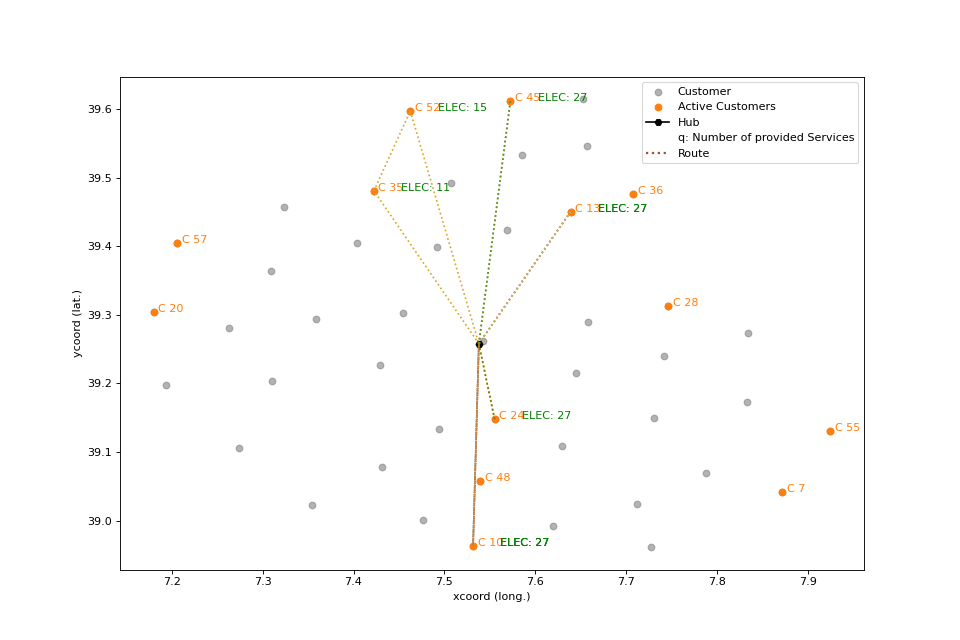 Customer
Active Customers
Hub
q: Number of provided Services
Route
C 52 ELEC: 15
C 45 ELEC: 27
C 35 ELEC: 11
C 36
C 13 ELEC: 27
C 57
C 20
C 28
C 24 ELEC: 27
C 55
C 48
C 7
C 10 ELEC: 27
39.6
39.5
39.4
39.3
39.2
39.1
39.0
ycoord (lat.)
7.2 7.3 7.4 7.5 7.6 7.7 7.8 7.9
xcoord (long.)